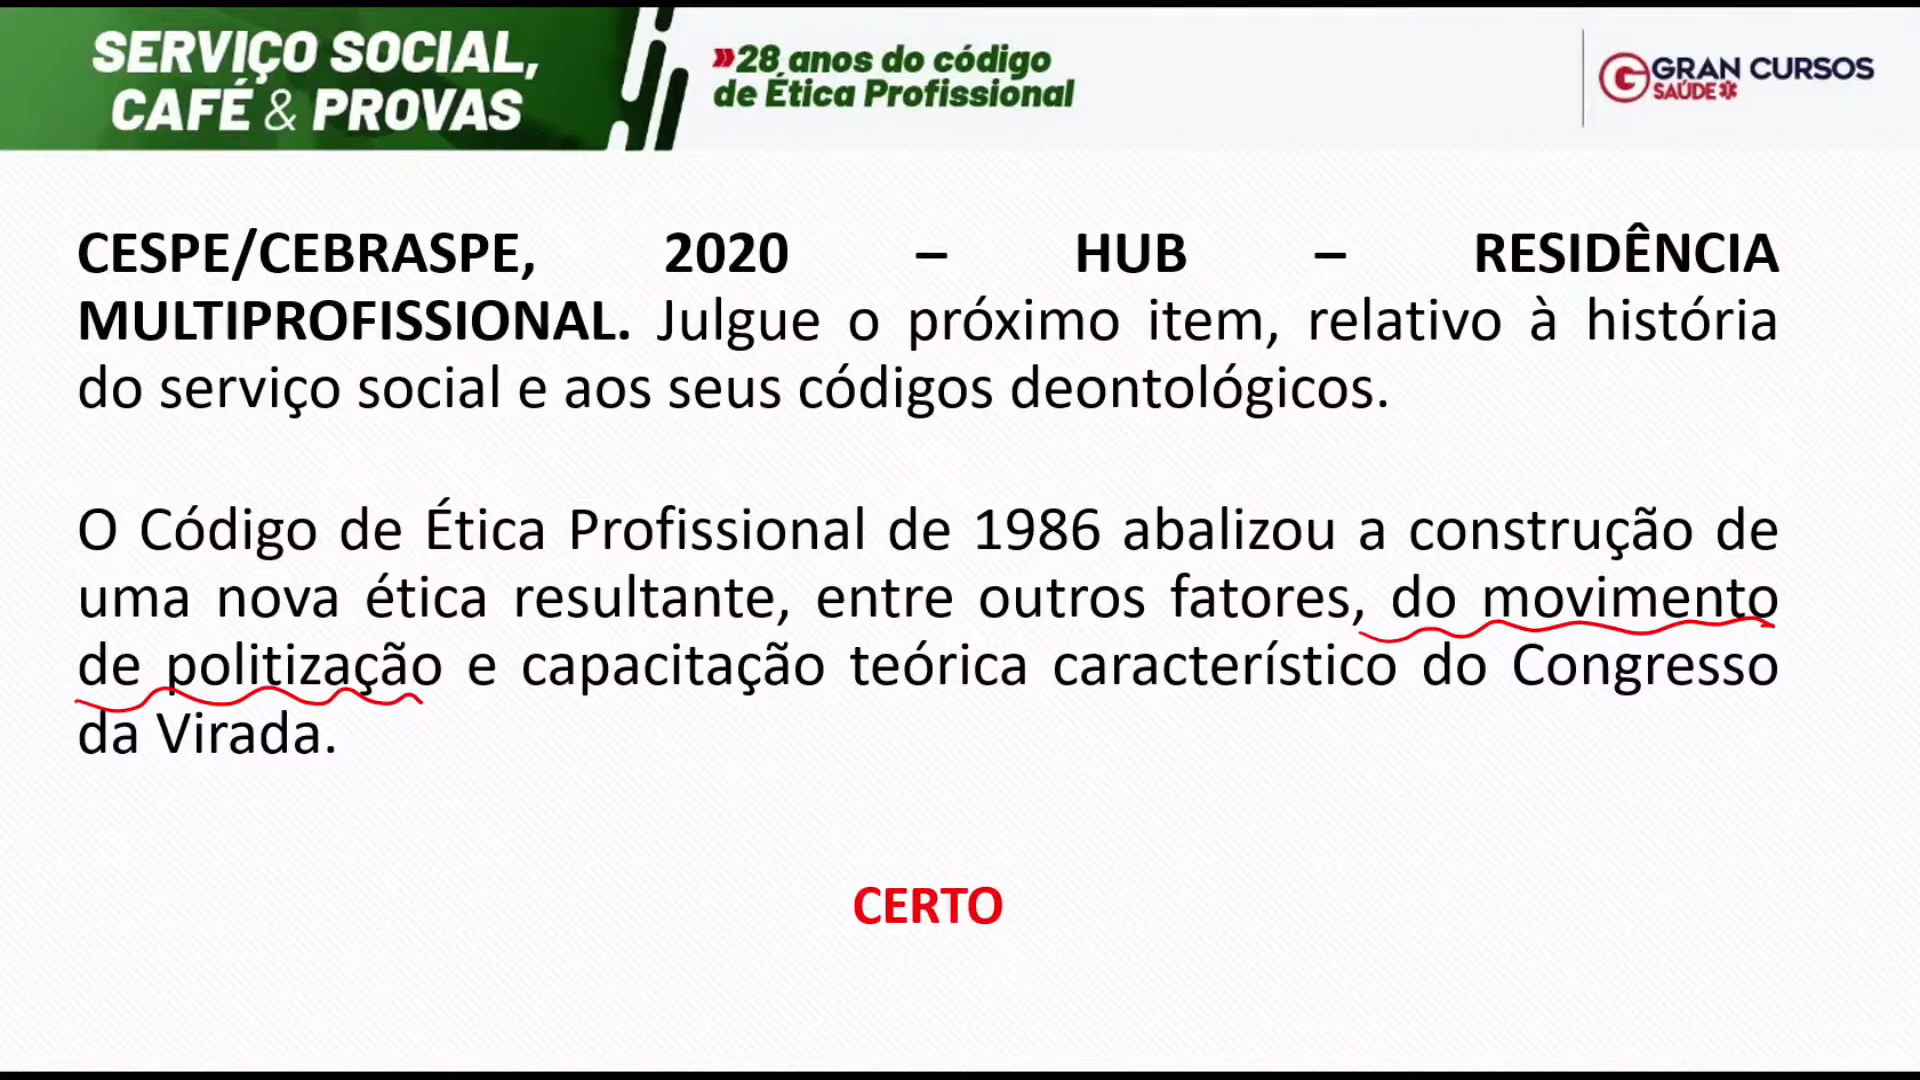 SERVIÇO SOCIAL,
CAFÉ & PROVAS
»28 anos do código
de Ética Profissional
GRAN CURSOS
SAÚDE
CESPE/CEBRASPE, 2020 – HUB – RESIDÊNCIA
MULTIPROFISSIONAL. Julgue o próximo item, relativo à história
do serviço social e aos seus códigos deontológicos.
O Código de Ética Profissional de 1986 abalizou a construção de
uma nova ética resultante, entre outros fatores, do movimento
de politização e capacitação teórica característico do Congresso
da Virada.
CERTO